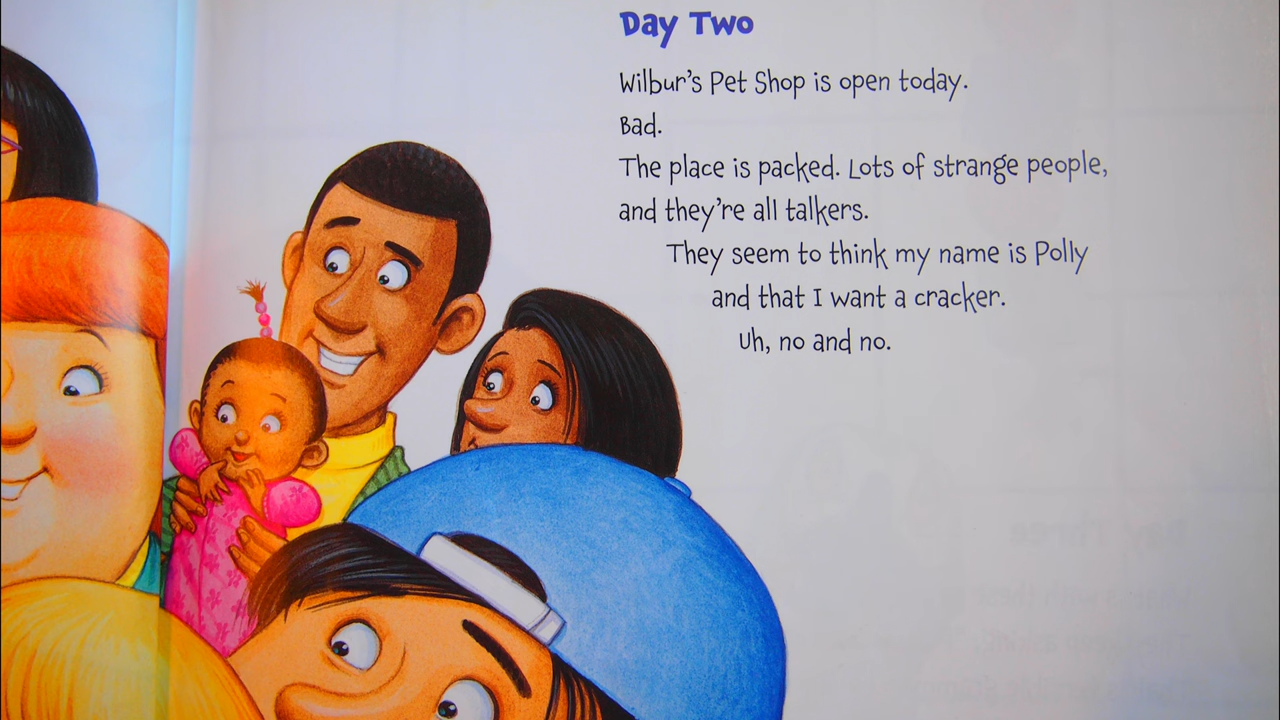 Day Two
Wilbur's Pet Shop is open today.
Bad.
The place is packed. Lots of strange people,
and they're all talkers.
They seem to think my name is Polly
and that I want a cracker.
Uh, no and no.
Day Three